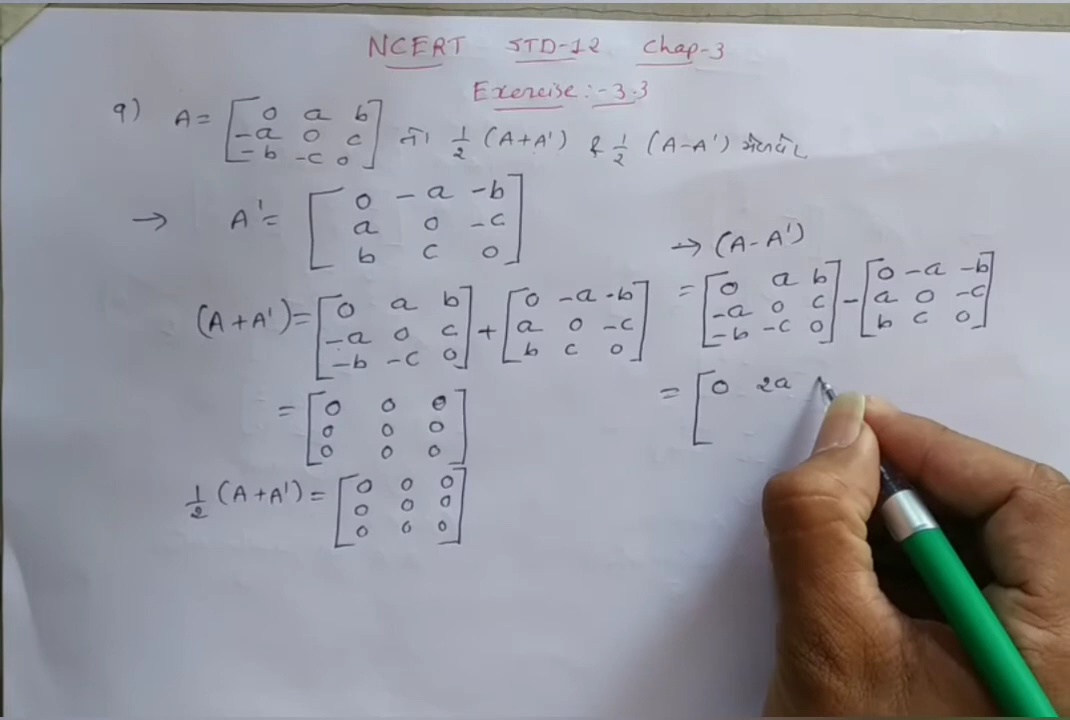 NCERT STD-12 Chap-3
Exercise:-3.3
9) A = [0 a b
-a 0 c
-b -c 0] તો 1/2 (A+A') & 1/2 (A-A') મેળવો.
→ A' = [0 -a -b
a 0 -c
b c 0]
(A+A') = [0 a b
-a 0 c
-b -c 0] + [0 -a -b
a 0 -c
b c 0]
= [0 0 0
0 0 0
0 0 0]
1/2 (A+A') = [0 0 0
0 0 0
0 0 0]
→ (A-A')
= [0 a b
-a 0 c
-b -c 0] - [0 -a -b
a 0 -c
b c 0]
= [0 2a